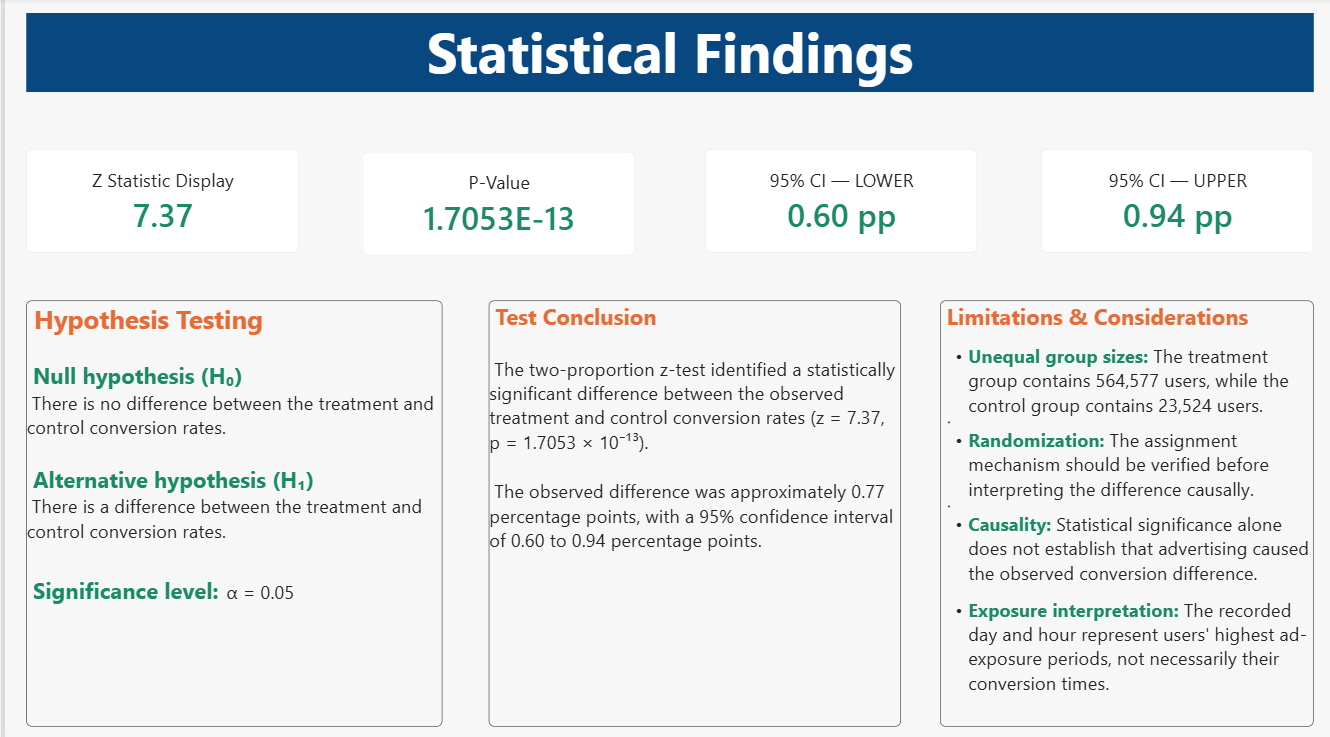 Statistical Findings
Z Statistic Display
7.37
P-Value
1.7053E-13
95% CI — LOWER
0.60 pp
95% CI — UPPER
0.94 pp
Hypothesis Testing
Null hypothesis (H₀)
There is no difference between the treatment and
control conversion rates.
Alternative hypothesis (H₁)
There is a difference between the treatment and
control conversion rates.
Significance level: α = 0.05
Test Conclusion
The two-proportion z-test identified a statistically
significant difference between the observed
treatment and control conversion rates (z = 7.37,
p = 1.7053 × 10⁻¹³).
The observed difference was approximately 0.77
percentage points, with a 95% confidence interval
of 0.60 to 0.94 percentage points.
Limitations & Considerations
• Unequal group sizes: The treatment
group contains 564,577 users, while the
control group contains 23,524 users.
.
• Randomization: The assignment
mechanism should be verified before
interpreting the difference causally.
.
• Causality: Statistical significance alone
does not establish that advertising caused
the observed conversion difference.
• Exposure interpretation: The recorded
day and hour represent users' highest ad-
exposure periods, not necessarily their
conversion times.